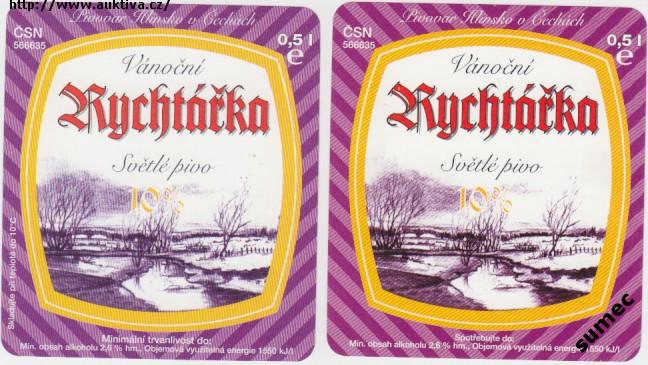 http://www.auktiva.cz/
Pivovar Hlinsko v Čechách
ČSN
566635
0,5 l
e
Vánoční
Rychtářka
Světlé pivo
10%
Skladujte při teplotě do 10°C
Minimální trvanlivost do:
Min. obsah alkoholu 2,6 % hm., Objemová využitelná energie 1550 kJ/l
Pivovar Hlinsko v Čechách
ČSN
566635
0,5 l
e
Vánoční
Rychtářka
Světlé pivo
10%
Spotřebujte do:
Min. obsah alkoholu 2,6 % hm., Objemová využitelná energie 1550 kJ/l
sumec